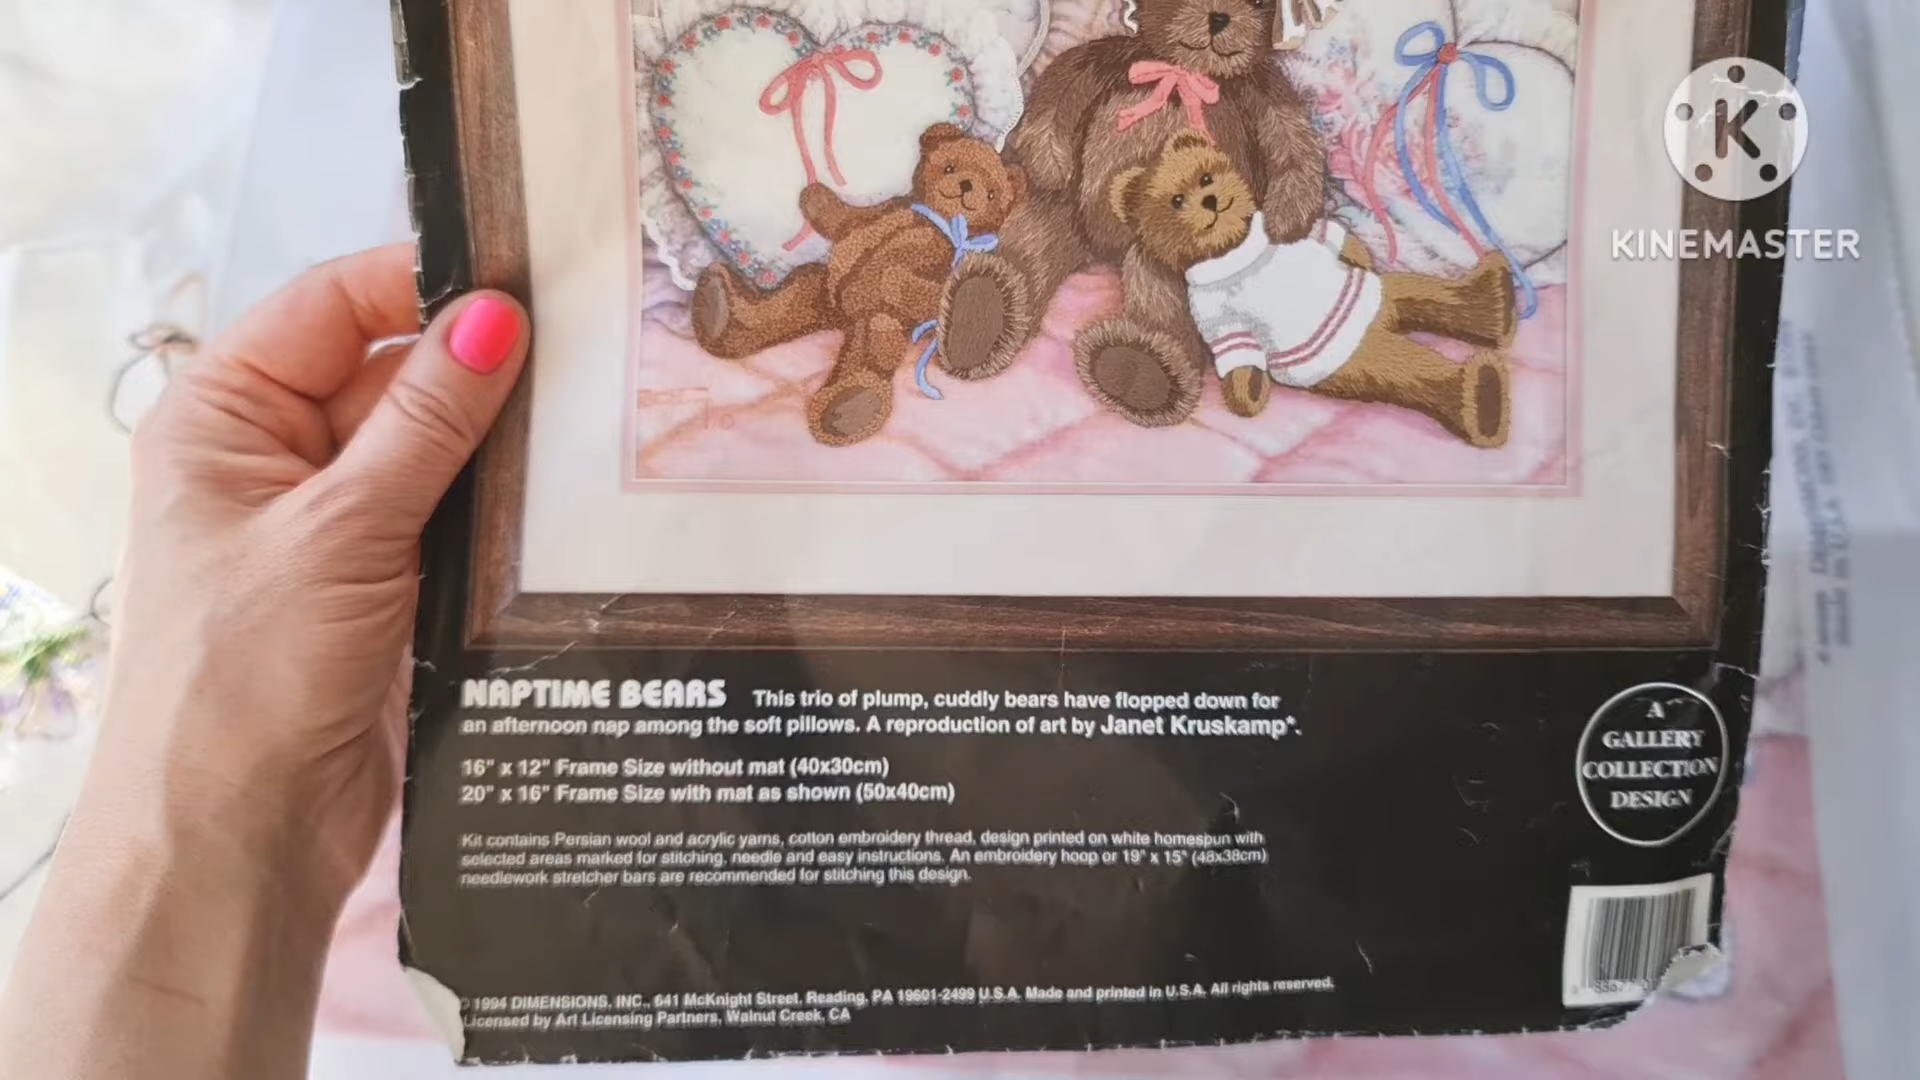 K
KINEMASTER
NAPTIME BEARS This trio of plump, cuddly bears have flopped down for
an afternoon nap among the soft pillows. A reproduction of art by Janet Kruskamp*.
16" x 12" Frame Size without mat (40x30cm)
20" x 16" Frame Size with mat as shown (50x40cm)
Kit contains Persian wool and acrylic yarns, cotton embroidery thread, design printed on white homespun with
selected areas marked for stitching, needle and easy instructions. An embroidery hoop or 19" x 15" (48x38cm)
needlework stretcher bars are recommended for stitching this design.
© 1994 DIMENSIONS, INC., 641 McKnight Street, Reading, PA 19601-2499 U.S.A. Made and printed in U.S.A. All rights reserved.
Licensed by Art Licensing Partners, Walnut Creek, CA
A
GALLERY
COLLECTION
DESIGN